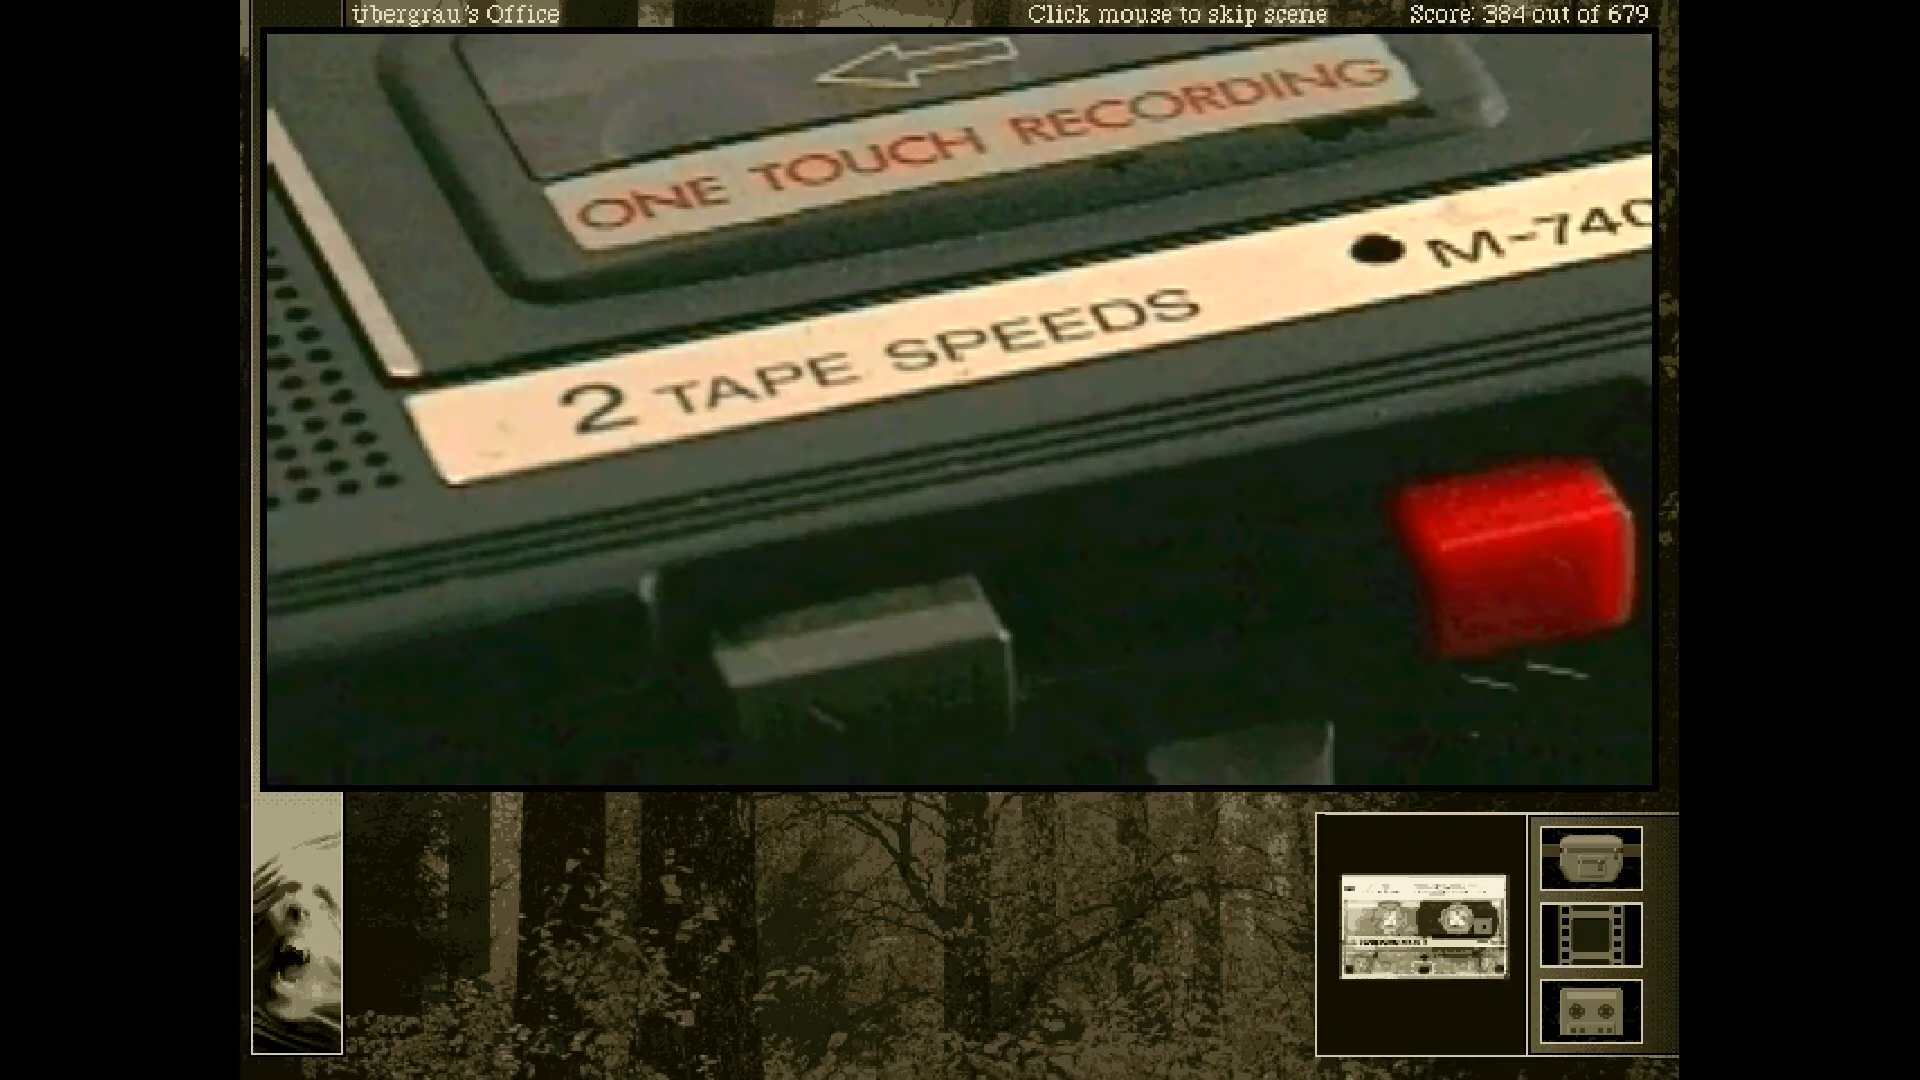 Übergrau's Office
Click mouse to skip scene
Score: 384 out of 679
ONE TOUCH RECORDING
M-740
2 TAPE SPEEDS